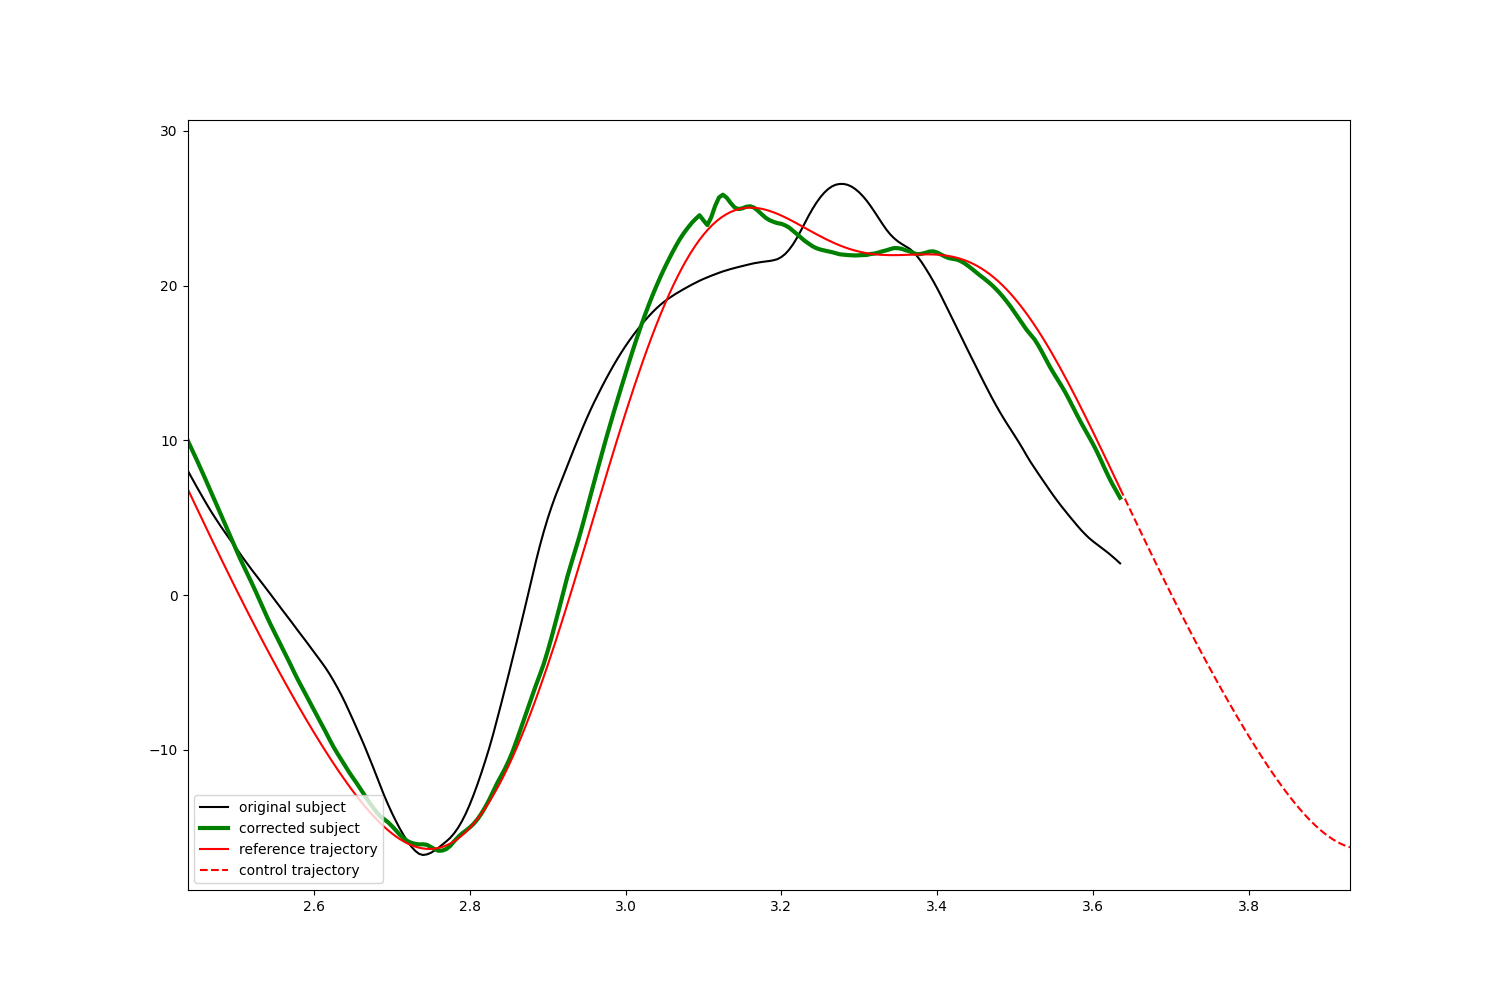 30
20
10
0
−10
original subject
corrected subject
reference trajectory
control trajectory
2.6 2.8 3.0 3.2 3.4 3.6 3.8